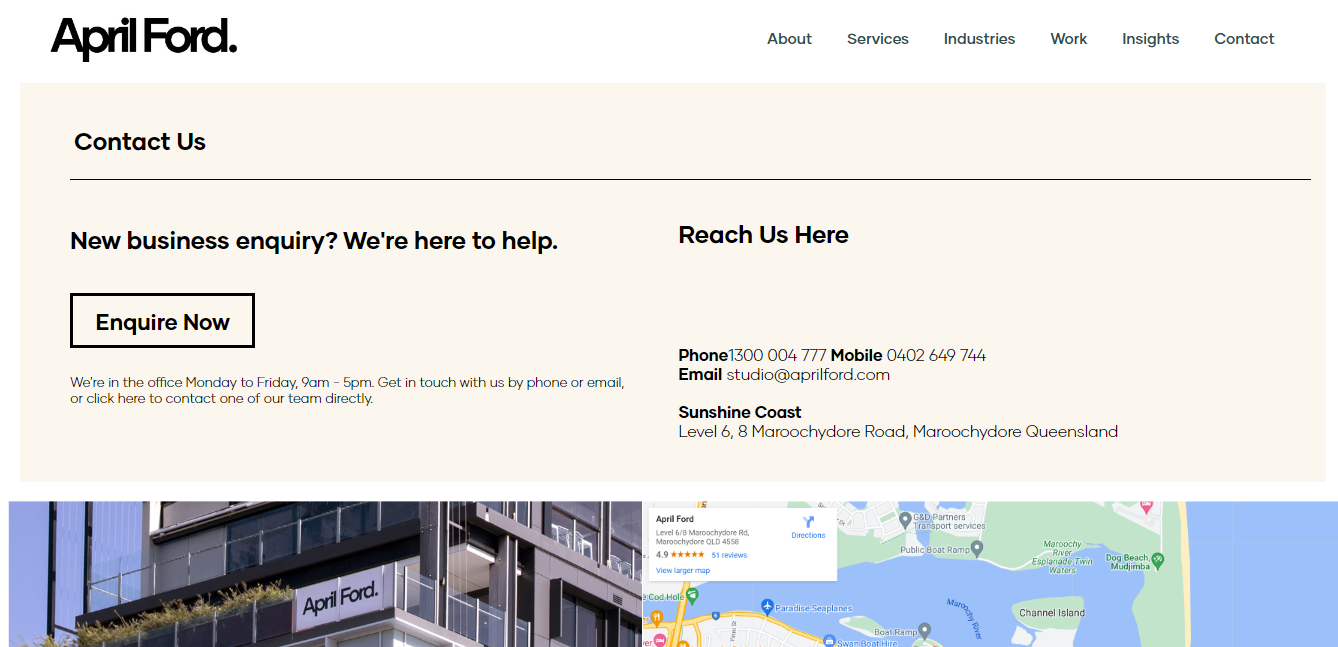 April Ford.
About Services Industries Work Insights Contact
Contact Us
New business enquiry? We're here to help.
Enquire Now
We're in the office Monday to Friday, 9am - 5pm. Get in touch with us by phone or email,
or click here to contact one of our team directly.
Reach Us Here
Phone1300 004 777 Mobile 0402 649 744
Email studio@aprilford.com
Sunshine Coast
Level 6, 8 Maroochydore Road, Maroochydore Queensland
April Ford.
April Ford
Level 6/8 Maroochydore Rd,
Maroochydore QLD 4558
4.9 ★★★★★ 51 reviews
View larger map
Directions
G&D Partners
Transport services
Public Boat Ramp
Maroochy
River
Esplanade Twin
Waters
Dog Beach,
Mudjimba
e Cod Hole
Paradise Seaplanes
Maroochy River
Channel Island
Boat Ramp
Swan Boat Hire